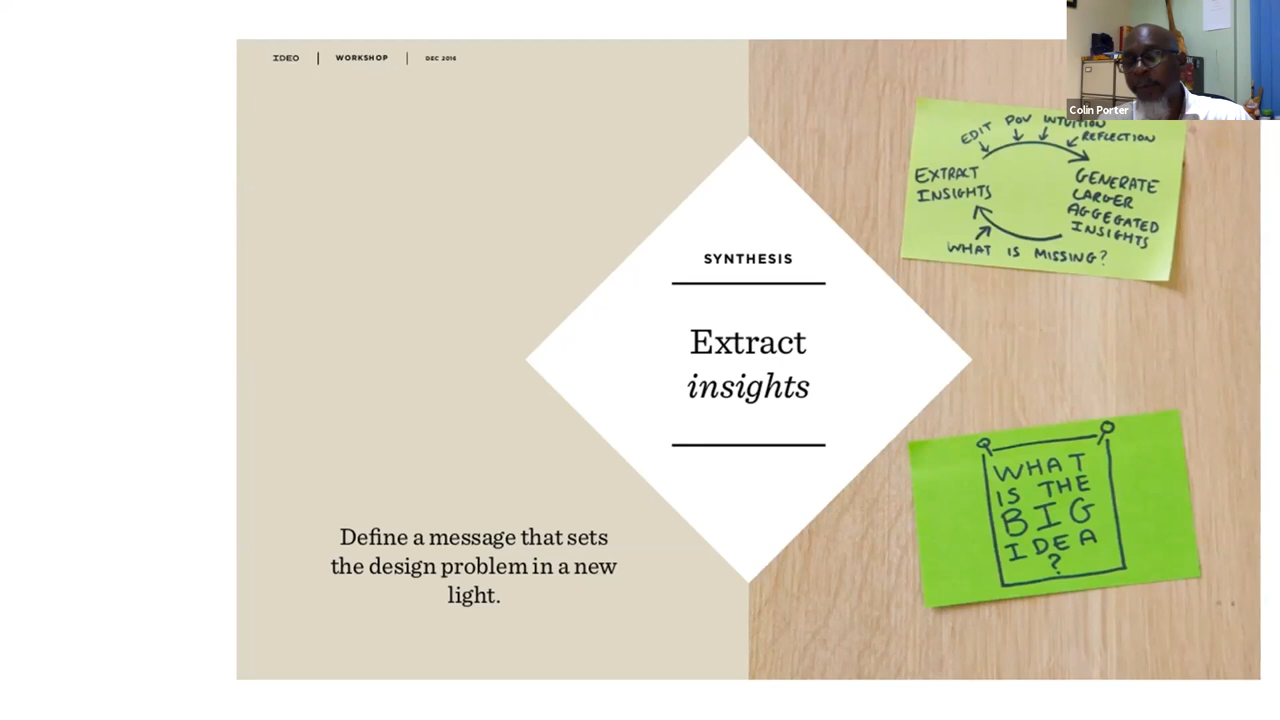 IDEO | WORKSHOP | DEC 2016
SYNTHESIS
Extract
insights
Define a message that sets
the design problem in a new
light.
Colin Porter
EDIT POV INTUITION
REFLECTION
EXTRACT
INSIGHTS
GENERATE
LARGER
AGGEGATED
INSIGHTS
WHAT IS MISSING?
WHAT
IS THE
BIG
IDEA
?